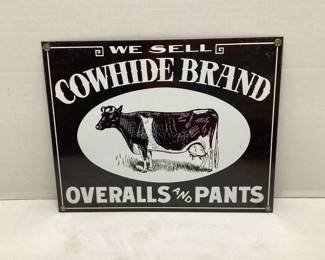 WE SELL
COWHIDE BRAND
OVERALLS AND PANTS